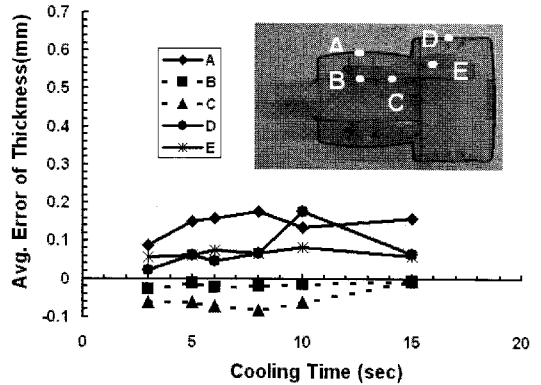 Avg. Error of Thickness(mm)
0.7
0.6
0.5
0.4
0.3
0.2
0.1
0
-0.1
A
B
C
D
E
A
B
C
D
E
0
5
10
15
20
Cooling Time (sec)